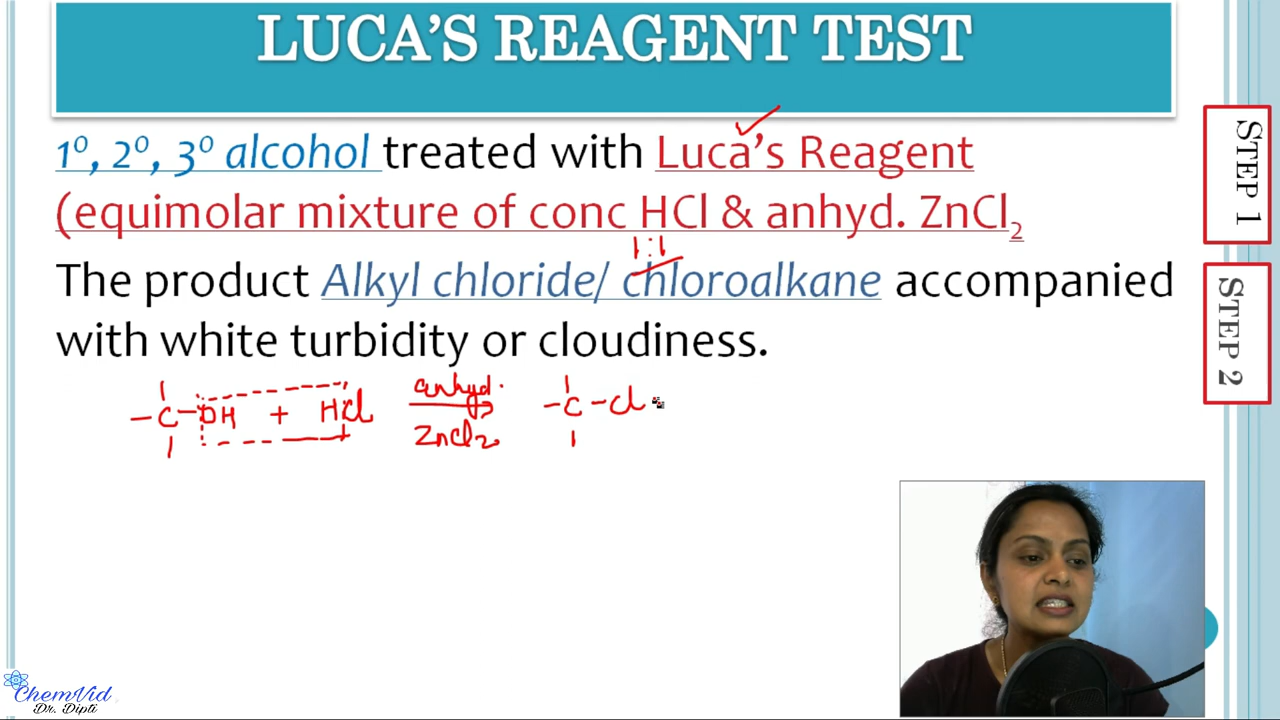 LUCA'S REAGENT TEST
1⁰, 2⁰, 3⁰ alcohol treated with Luca's Reagent
(equimolar mixture of conc HCl & anhyd. ZnCl₂
1:1
The product Alkyl chloride/ chloroalkane accompanied
with white turbidity or cloudiness.
–C–OH + HCl anhyd. ZnCl₂ –C–Cl
STEP 1
STEP 2
ChemVid
Dr. Dipti